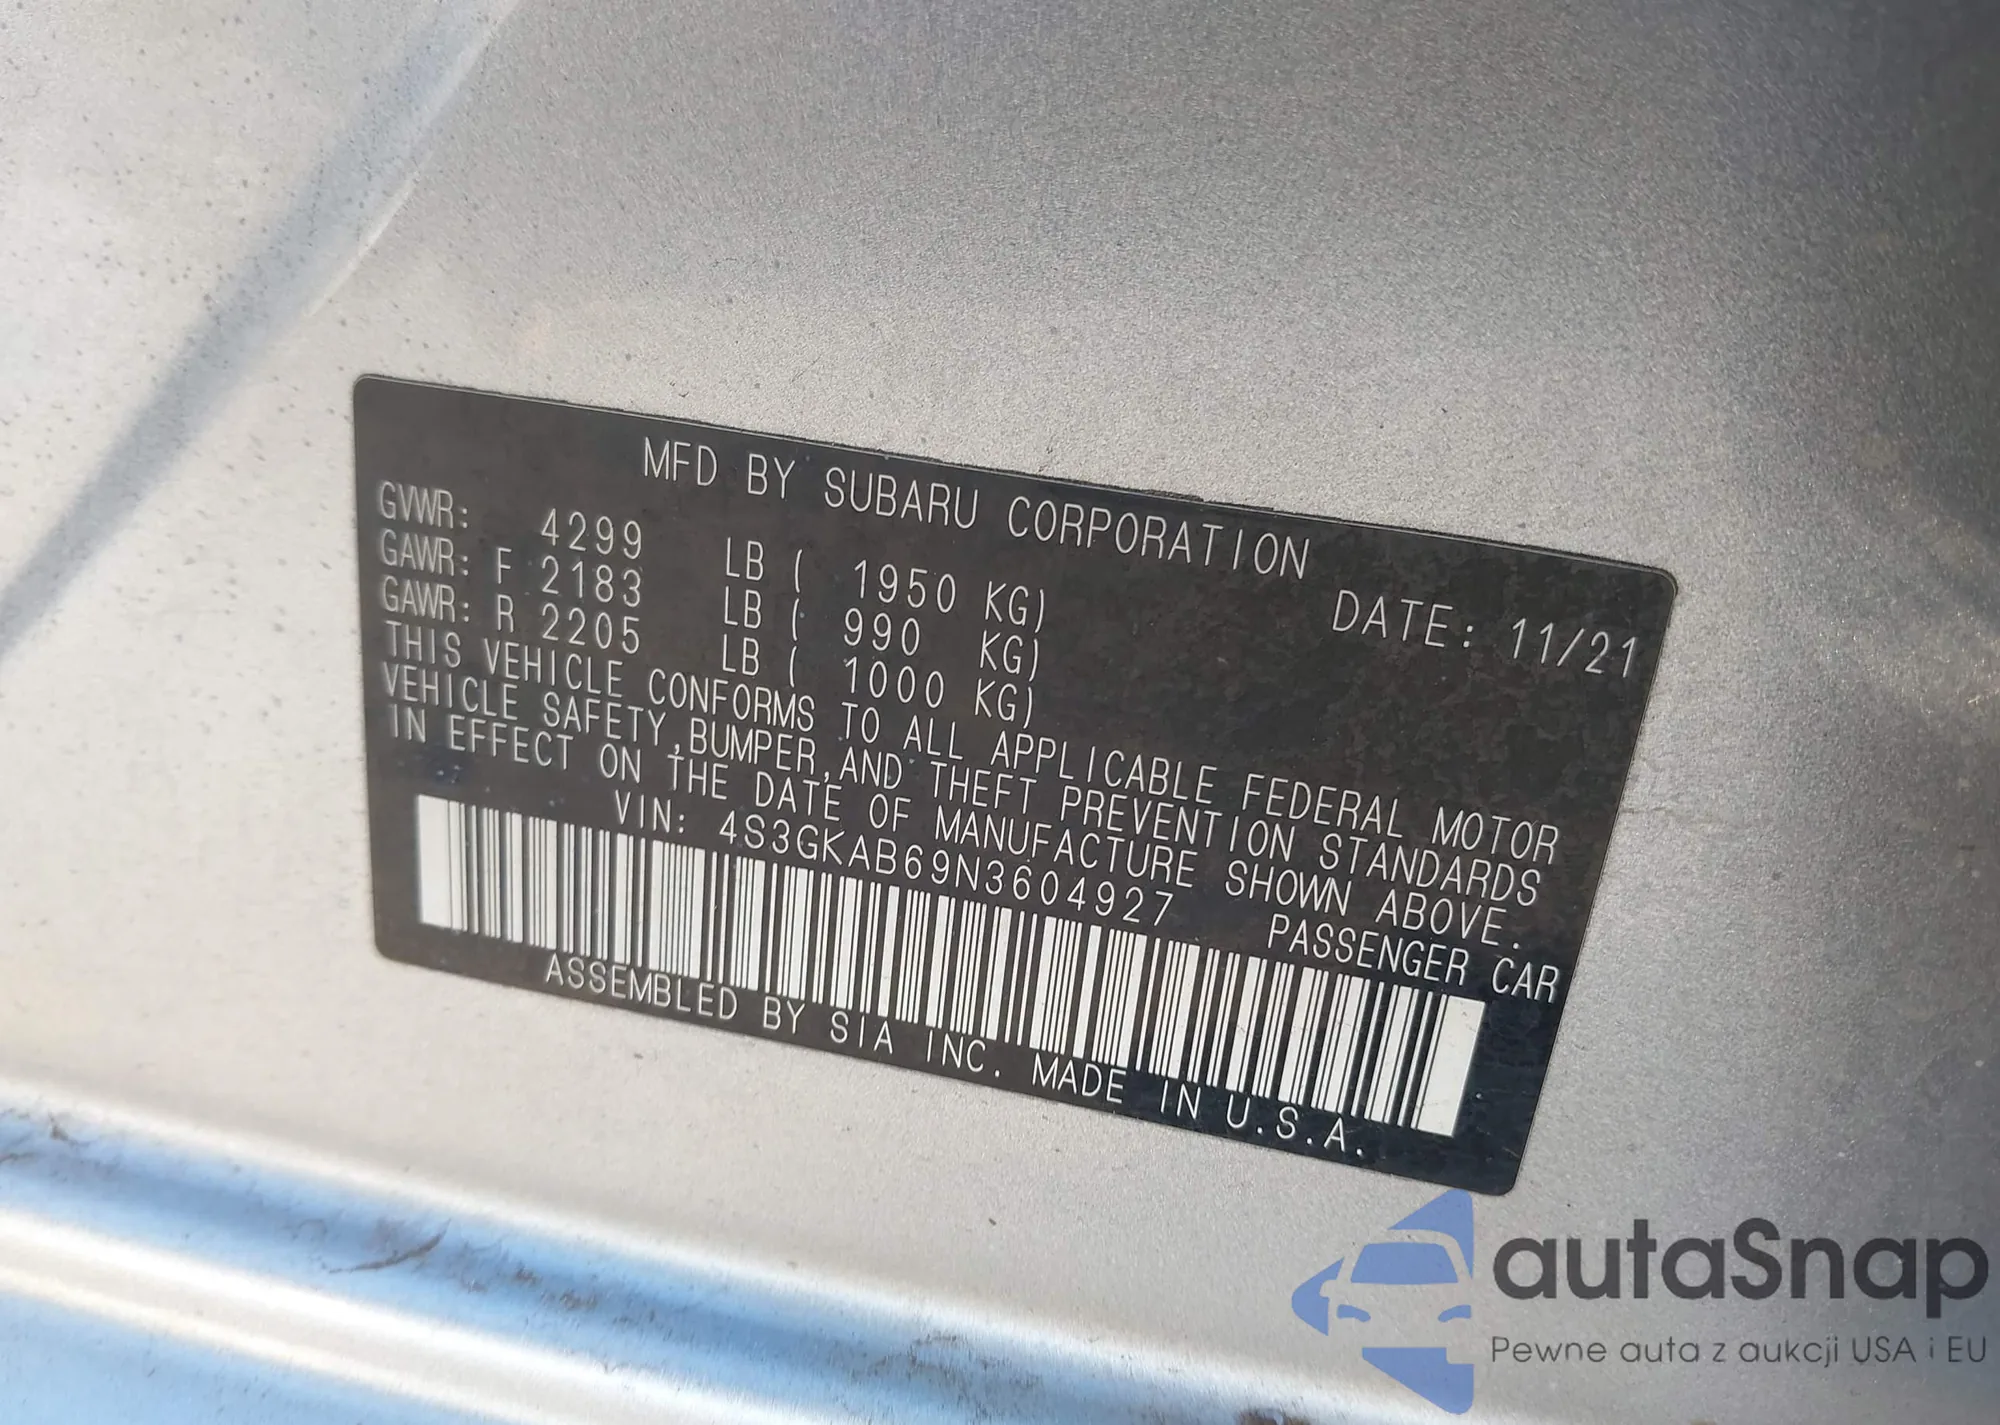 MFD BY SUBARU CORPORATION
GVWR: 4299 LB ( 1950 KG) DATE: 11/21
GAWR: F 2183 LB ( 990 KG)
GAWR: R 2205 LB ( 1000 KG)
THIS VEHICLE CONFORMS TO ALL APPLICABLE FEDERAL MOTOR
VEHICLE SAFETY,BUMPER,AND THEFT PREVENTION STANDARDS
IN EFFECT ON THE DATE OF MANUFACTURE SHOWN ABOVE.
VIN: 4S3GKAB69N3604927 PASSENGER CAR
ASSEMBLED BY SIA INC. MADE IN U.S.A.
autaSnap
Pewne auta z aukcji USA i EU